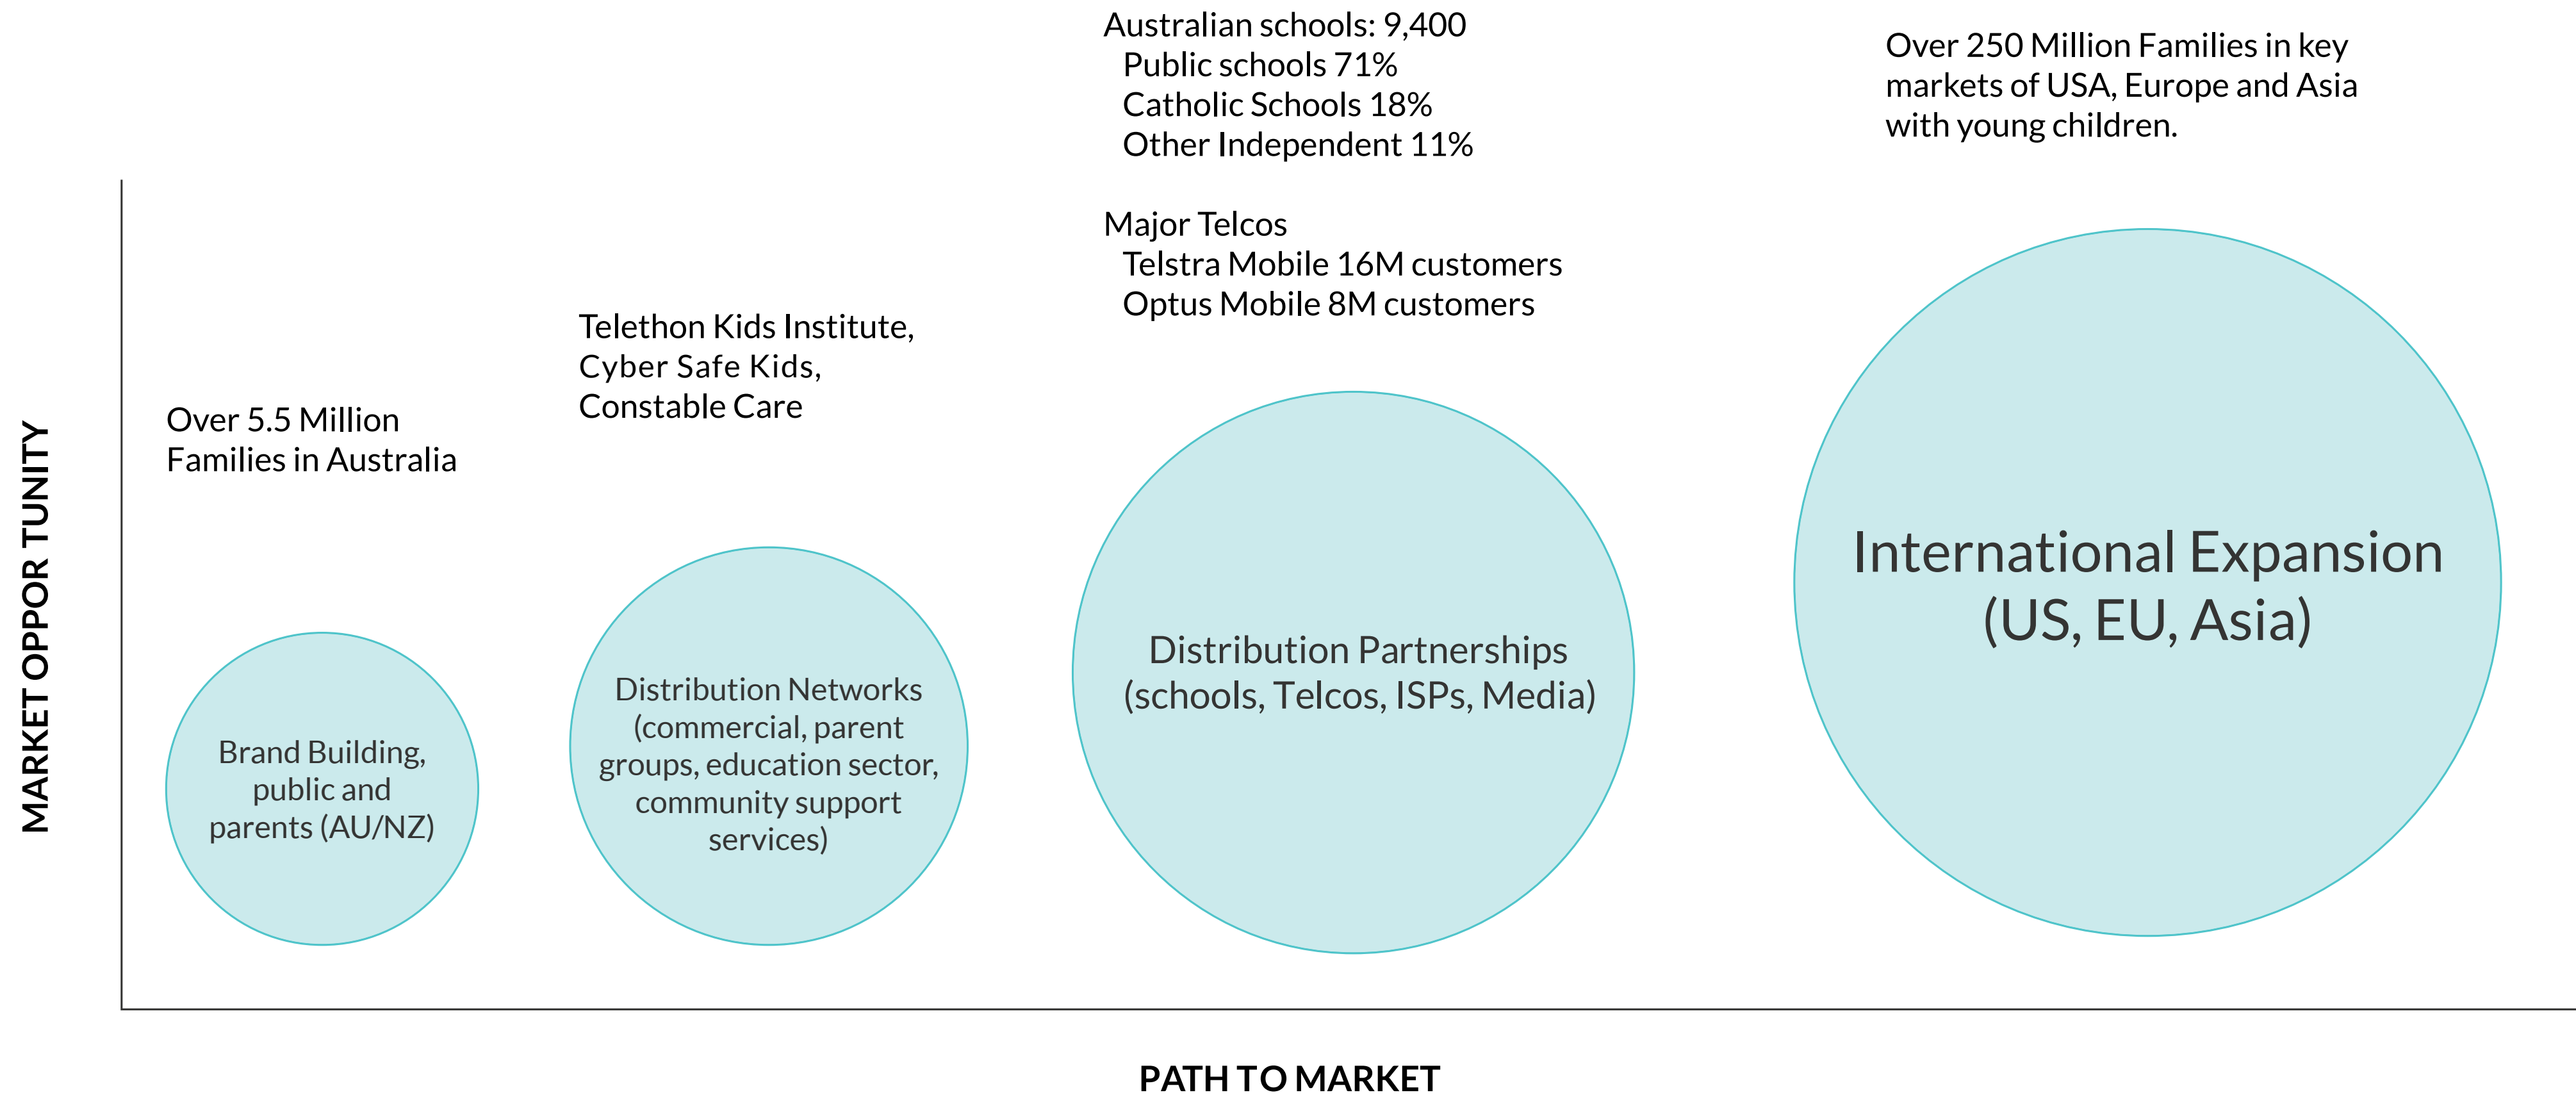 Australian schools: 9,400
Public schools 71%
Catholic Schools 18%
Other Independent 11%
Major Telcos
Telstra Mobile 16M customers
Optus Mobile 8M customers
Over 250 Million Families in key
markets of USA, Europe and Asia
with young children.
Telethon Kids Institute,
Cyber Safe Kids,
Constable Care
Over 5.5 Million
Families in Australia
MARKET OPPOR TUNITY
Brand Building,
public and
parents (AU/NZ)
Distribution Networks
(commercial, parent
groups, education sector,
community support
services)
Distribution Partnerships
(schools, Telcos, ISPs, Media)
International Expansion
(US, EU, Asia)
PATH TO MARKET